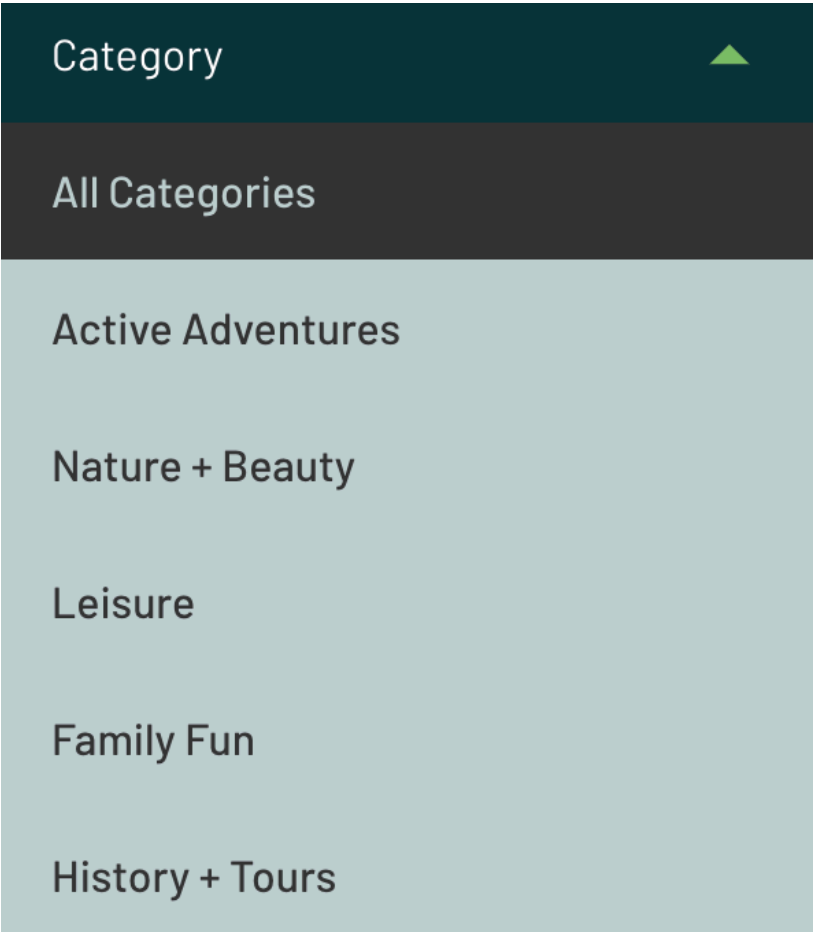 Category
All Categories
Active Adventures
Nature + Beauty
Leisure
Family Fun
History + Tours